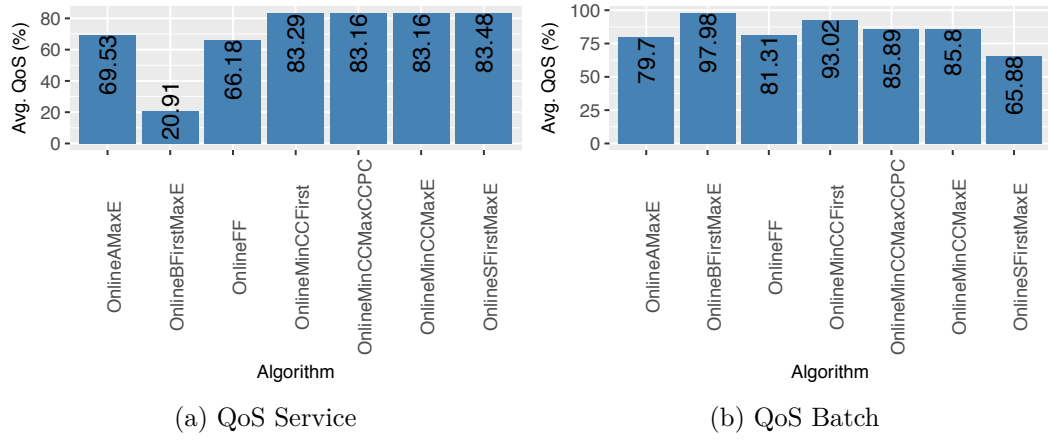 Avg. QoS (%)
80
60
40
20
0
69.53
20.91
66.18
83.29
83.16
83.16
83.48
OnlineAMaxE
OnlineBFirstMaxE
OnlineFF
OnlineMinCCFirst
OnlineMinCCMaxCCPC
OnlineMinCCMaxE
OnlineSFirstMaxE
Algorithm
(a) QoS Service
Avg. QoS (%)
100
75
50
25
0
79.7
97.98
81.31
93.02
85.89
85.8
65.88
OnlineAMaxE
OnlineBFirstMaxE
OnlineFF
OnlineMinCCFirst
OnlineMinCCMaxCCPC
OnlineMinCCMaxE
OnlineSFirstMaxE
Algorithm
(b) QoS Batch